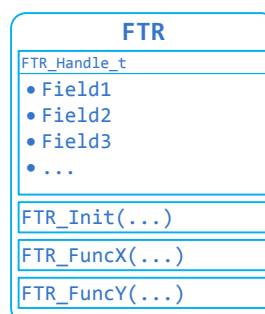 FTR
FTR_Handle_t
• Field1
• Field2
• Field3
• ...
FTR_Init(...)
FTR_FuncX(...)
FTR_FuncY(...)